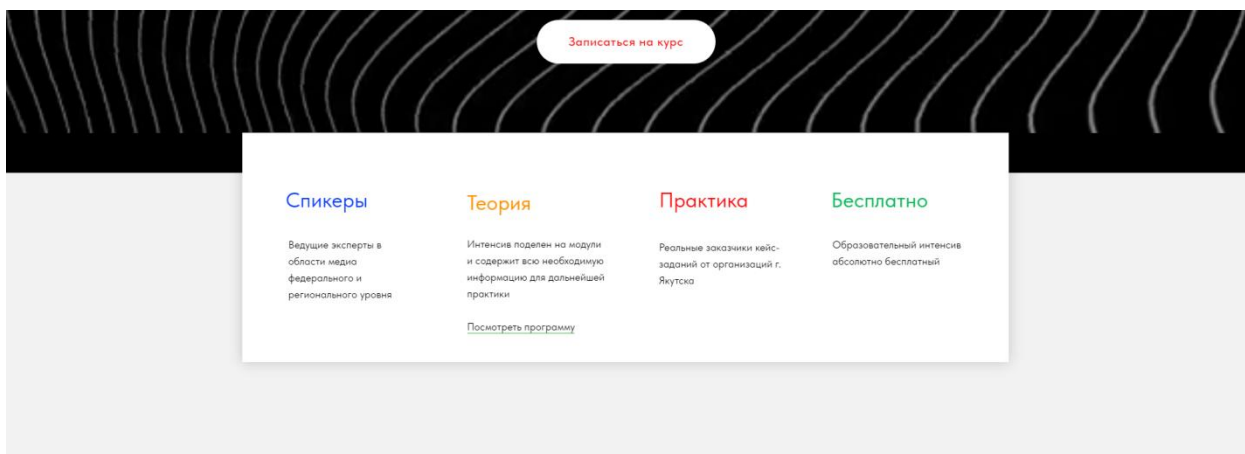 Записаться на курс
Спикеры
Ведущие эксперты в
области медиа
федерального и
регионального уровня
Теория
Интенсив поделен на модули
и содержит всю необходимую
информацию для дальнейшей
практики
Посмотреть программу
Практика
Реальные заказчики кейс-
заданий от организаций г.
Якутска
Бесплатно
Образовательный интенсив
абсолютно бесплатный